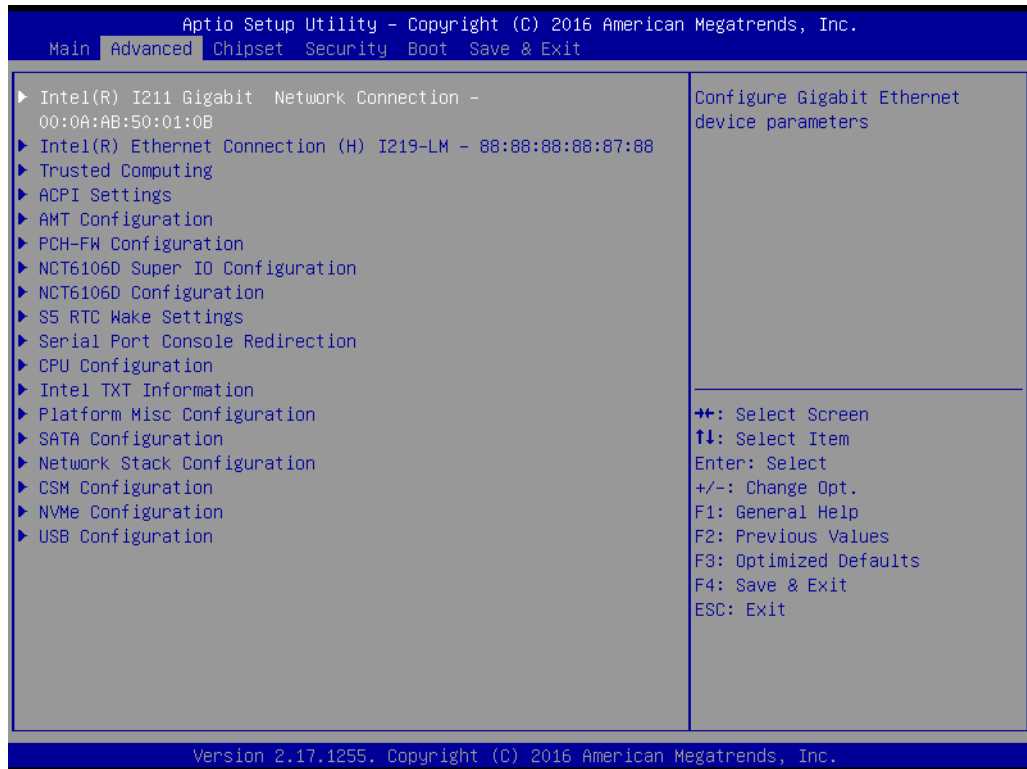 Aptio Setup Utility – Copyright (C) 2016 American Megatrends, Inc.
Main Advanced Chipset Security Boot Save & Exit
▶ Intel(R) I211 Gigabit  Network Connection –
00:0A:AB:50:01:0B
▶ Intel(R) Ethernet Connection (H) I219–LM – 88:88:88:88:87:88
▶ Trusted Computing
▶ ACPI Settings
▶ AMT Configuration
▶ PCH–FW Configuration
▶ NCT6106D Super IO Configuration
▶ NCT6106D Configuration
▶ S5 RTC Wake Settings
▶ Serial Port Console Redirection
▶ CPU Configuration
▶ Intel TXT Information
▶ Platform Misc Configuration
▶ SATA Configuration
▶ Network Stack Configuration
▶ CSM Configuration
▶ NVMe Configuration
▶ USB Configuration
Configure Gigabit Ethernet
device parameters
→←: Select Screen
↑↓: Select Item
Enter: Select
+/–: Change Opt.
F1: General Help
F2: Previous Values
F3: Optimized Defaults
F4: Save & Exit
ESC: Exit
Version 2.17.1255. Copyright (C) 2016 American Megatrends, Inc.